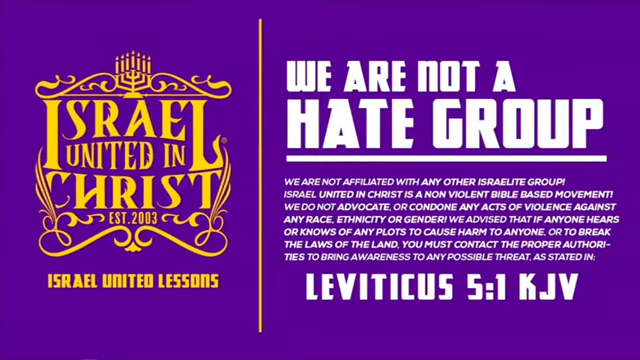 ISRAEL®
UNITED IN
CHRIST
EST.2003
ISRAEL UNITED LESSONS
WE ARE NOT A
HATE GROUP
WE ARE NOT AFFILIATED WITH ANY OTHER ISRAELITE GROUP!
ISRAEL UNITED IN CHRIST IS A NON VIOLENT BIBLE BASED MOVEMENT!
WE DO NOT ADVOCATE, OR CONDONE ANY ACTS OF VIOLENCE AGAINST
ANY RACE, ETHNICITY OR GENDER! WE ADVISED THAT IF ANYONE HEARS
OR KNOWS OF ANY PLOTS TO CAUSE HARM TO ANYONE, OR TO BREAK
THE LAWS OF THE LAND, YOU MUST CONTACT THE PROPER AUTHORI-
TIES TO BRING AWARENESS TO ANY POSSIBLE THREAT, AS STATED IN:
LEVITICUS 5:1 KJV